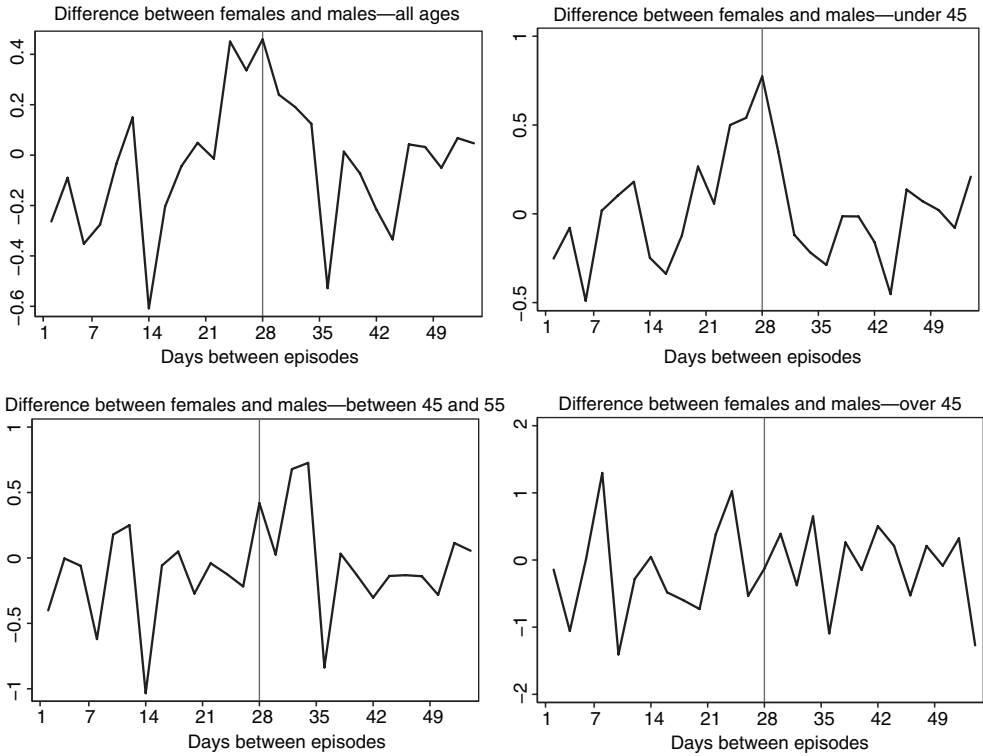 Difference between females and males—all ages
0.4
0.2
0
−0.2
−0.4
−0.6
1 7 14 21 28 35 42 49
Days between episodes
Difference between females and males—under 45
1
0.5
0
−0.5
1 7 14 21 28 35 42 49
Days between episodes
Difference between females and males—between 45 and 55
1
0.5
0
−0.5
−1
1 7 14 21 28 35 42 49
Days between episodes
Difference between females and males—over 45
2
1
0
−1
−2
1 7 14 21 28 35 42 49
Days between episodes